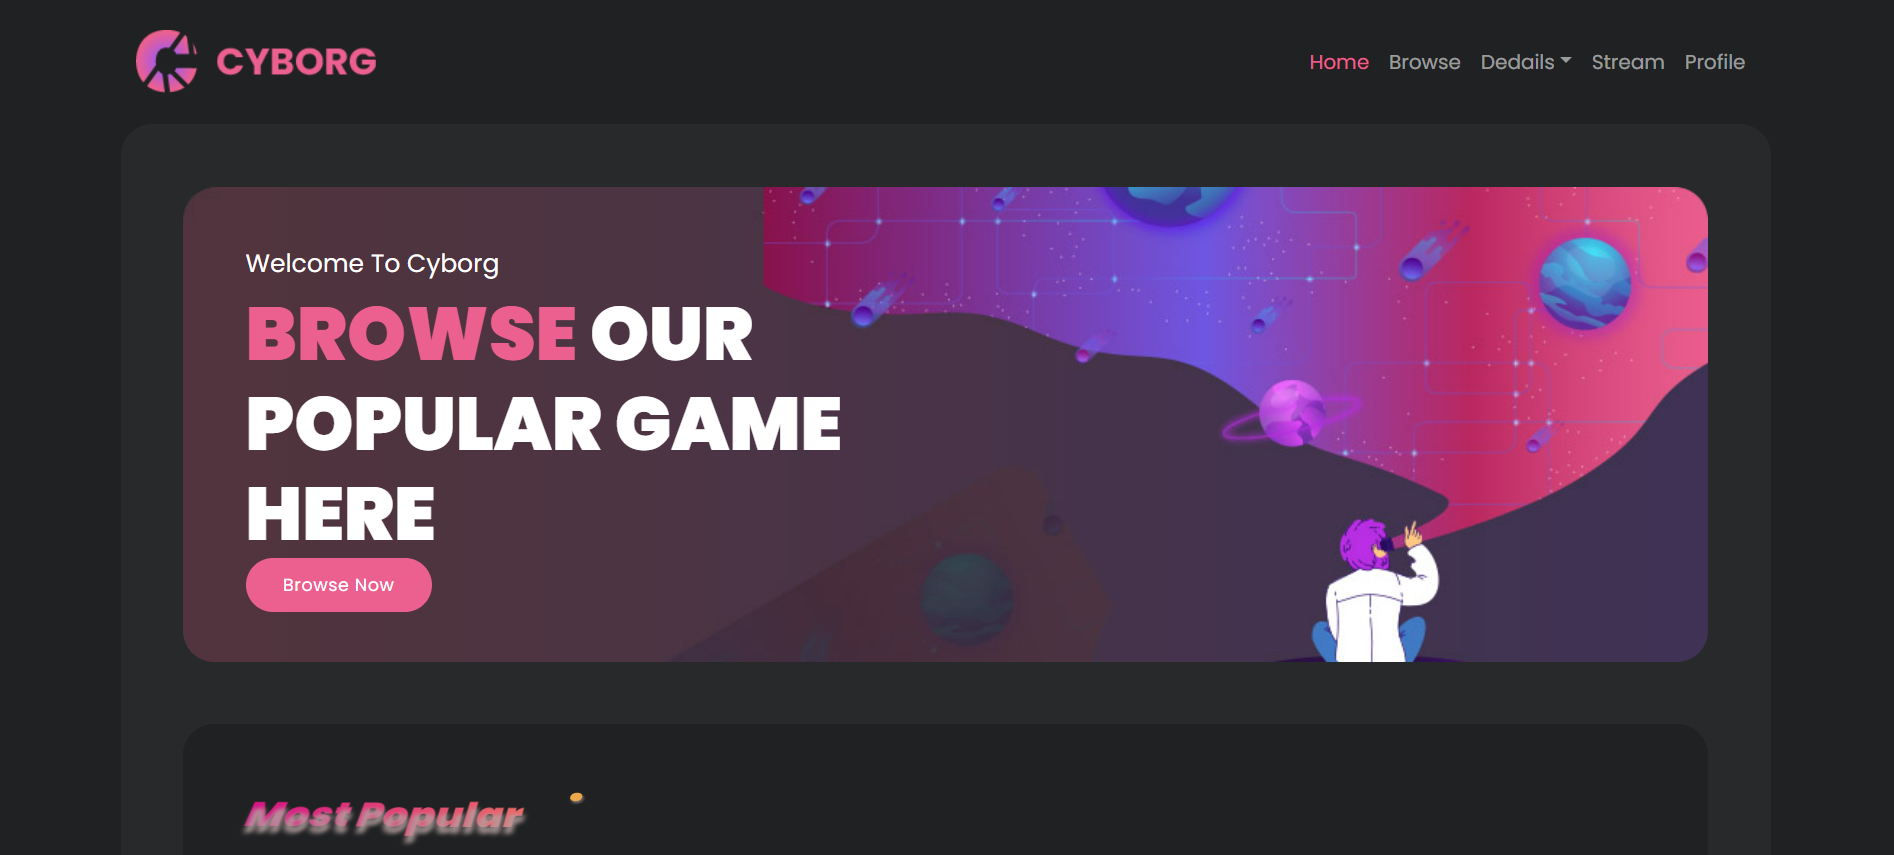 CYBORG
Home Browse Dedails Stream Profile
Welcome To Cyborg
BROWSE OUR
POPULAR GAME
HERE
Browse Now
Most Popular